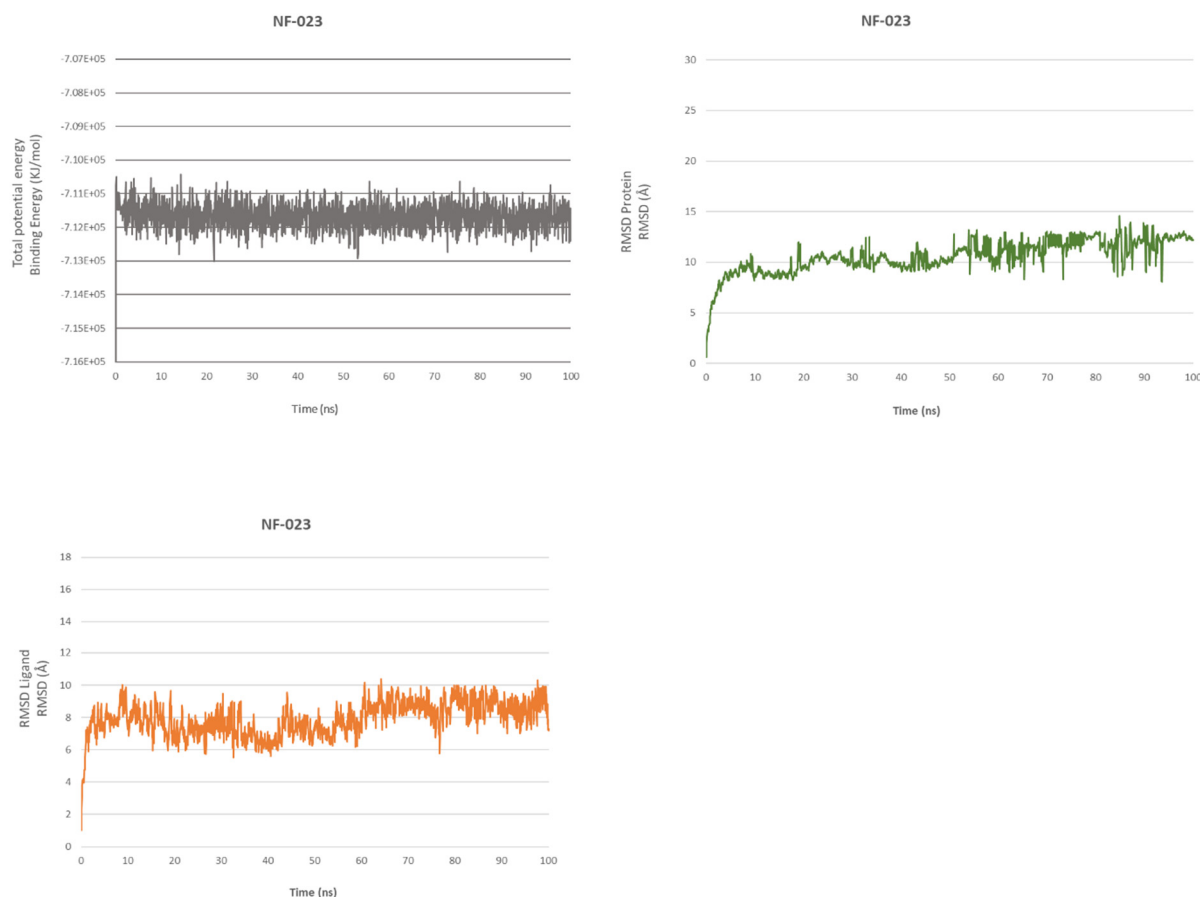 NF-023
Total potential energy
Binding Energy (KJ/mol)
-7.07E+05
-7.08E+05
-7.09E+05
-7.10E+05
-7.11E+05
-7.12E+05
-7.13E+05
-7.14E+05
-7.15E+05
-7.16E+05
0 10 20 30 40 50 60 70 80 90 100
Time (ns)
NF-023
RMSD Protein
RMSD (Å)
30
25
20
15
10
5
0
0 10 20 30 40 50 60 70 80 90 100
Time (ns)
NF-023
RMSD Ligand
RMSD (Å)
18
16
14
12
10
8
6
4
2
0
0 10 20 30 40 50 60 70 80 90 100
Time (ns)